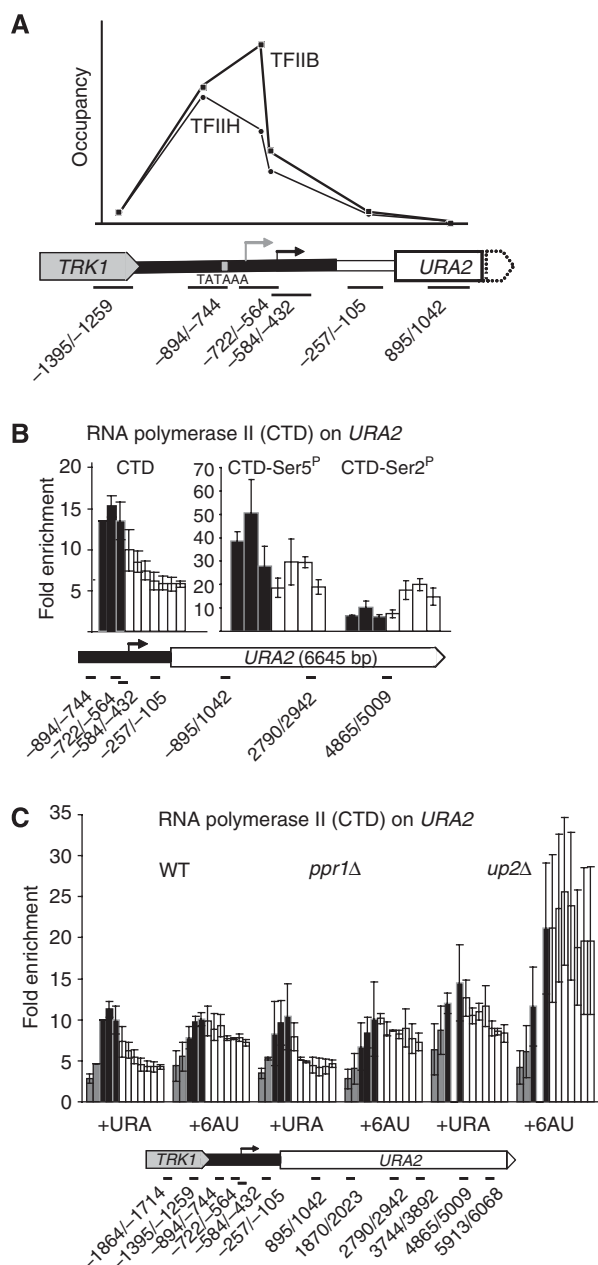 A
Occupancy
TFIIB
TFIIH
TRK1
TATAAA
URA2
–1395/–1259
–894/–744
–722/–564
–584/–432
–257/–105
895/1042
B
RNA polymerase II (CTD) on URA2
CTD
CTD-Ser5P
CTD-Ser2P
Fold enrichment
20
15
10
5
70
60
50
40
30
20
10
URA2 (6645 bp)
–894/–744
–722/–564
–584/–432
–257/–105
–895/1042
2790/2942
4865/5009
C
RNA polymerase II (CTD) on URA2
WT
ppr1Δ
up2Δ
Fold enrichment
35
30
25
20
15
10
5
0
+URA
+6AU
+URA
+6AU
+URA
+6AU
TRK1
URA2
–1864/–1714
–1395/–1259
–894/–744
–722/–564
–584/–432
–257/–105
895/1042
1870/2023
2790/2942
3744/3892
4865/5009
5913/6068